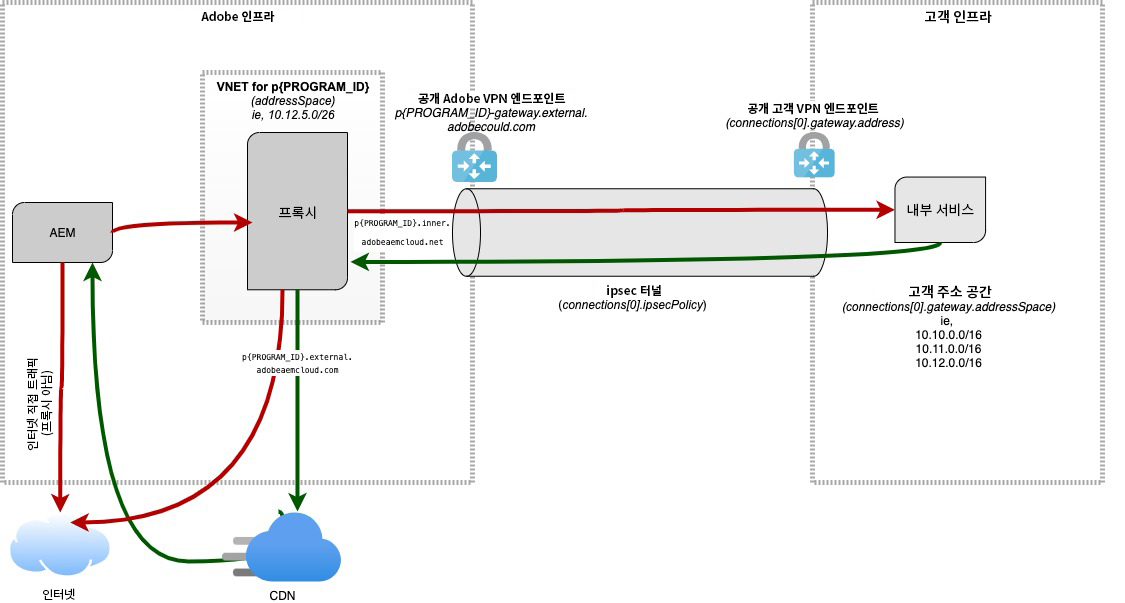 Adobe 인프라
고객 인프라
VNET for p{PROGRAM_ID}
(addressSpace)
ie, 10.12.5.0/26
공개 Adobe VPN 엔드포인트
p{PROGRAM_ID}-gateway.external.
adobecould.com
공개 고객 VPN 엔드포인트
(connections[0].gateway.address)
AEM
프록시
내부 서비스
p{PROGRAM_ID}.inner.
adobeaemcloud.net
ipsec 터널
(connections[0].ipsecPolicy)
고객 주소 공간
(connections[0].gateway.addressSpace)
ie,
10.10.0.0/16
10.11.0.0/16
10.12.0.0/16
p{PROGRAM_ID}.external.
adobeaemcloud.com
인터넷 직접 트래픽
(프록시 아님)
인터넷
CDN